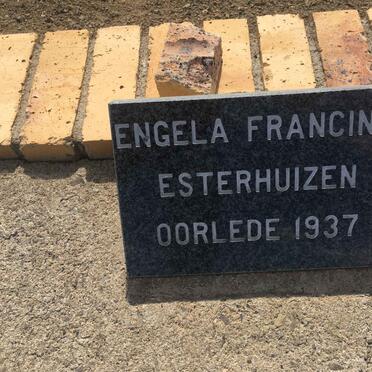 ENGELA FRANCIN
ESTERHUIZEN
OORLEDE 1937